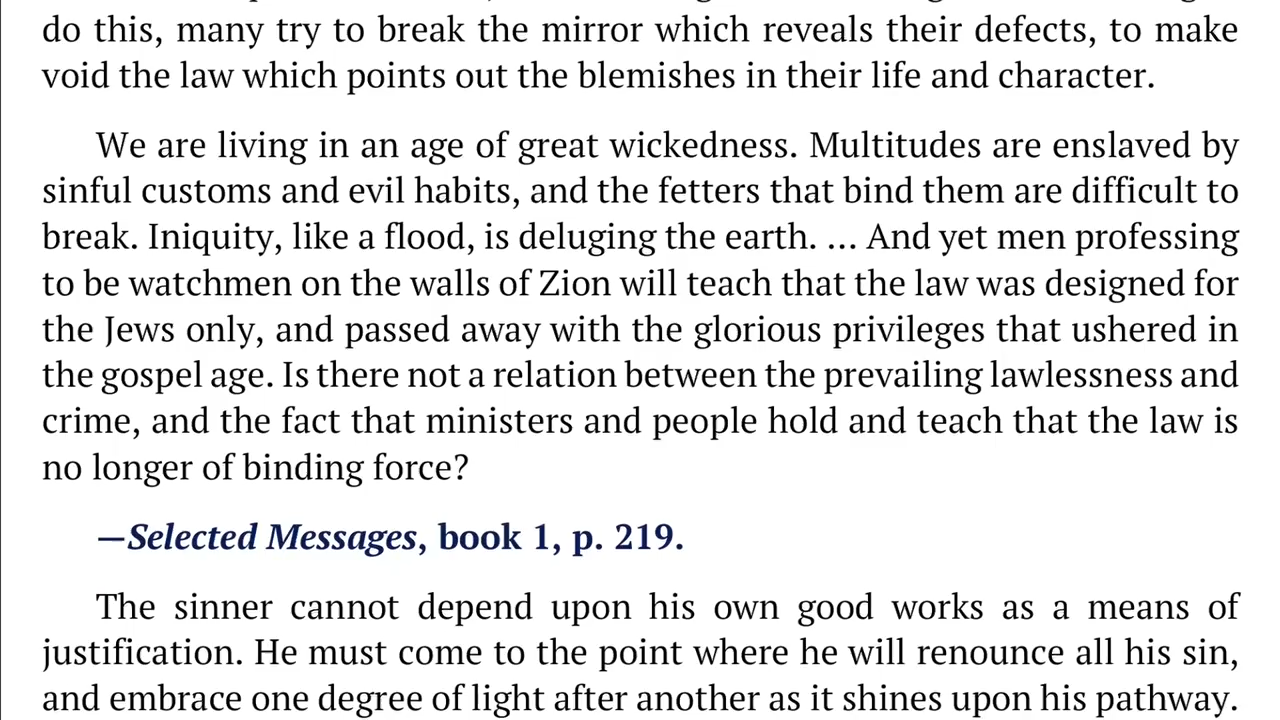 do this, many try to break the mirror which reveals their defects, to make
void the law which points out the blemishes in their life and character.
We are living in an age of great wickedness. Multitudes are enslaved by
sinful customs and evil habits, and the fetters that bind them are difficult to
break. Iniquity, like a flood, is deluging the earth. ... And yet men professing
to be watchmen on the walls of Zion will teach that the law was designed for
the Jews only, and passed away with the glorious privileges that ushered in
the gospel age. Is there not a relation between the prevailing lawlessness and
crime, and the fact that ministers and people hold and teach that the law is
no longer of binding force?
—Selected Messages, book 1, p. 219.
The sinner cannot depend upon his own good works as a means of
justification. He must come to the point where he will renounce all his sin,
and embrace one degree of light after another as it shines upon his pathway.